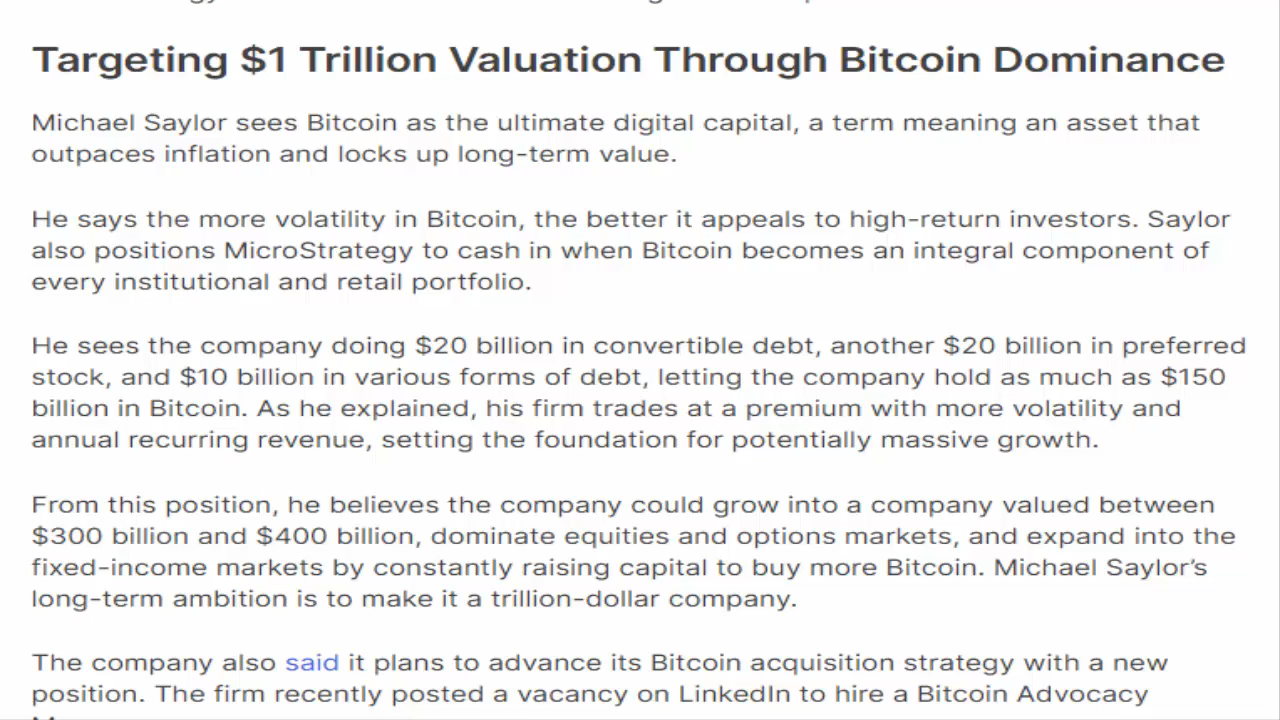 Targeting $1 Trillion Valuation Through Bitcoin Dominance
Michael Saylor sees Bitcoin as the ultimate digital capital, a term meaning an asset that
outpaces inflation and locks up long-term value.
He says the more volatility in Bitcoin, the better it appeals to high-return investors. Saylor
also positions MicroStrategy to cash in when Bitcoin becomes an integral component of
every institutional and retail portfolio.
He sees the company doing $20 billion in convertible debt, another $20 billion in preferred
stock, and $10 billion in various forms of debt, letting the company hold as much as $150
billion in Bitcoin. As he explained, his firm trades at a premium with more volatility and
annual recurring revenue, setting the foundation for potentially massive growth.
From this position, he believes the company could grow into a company valued between
$300 billion and $400 billion, dominate equities and options markets, and expand into the
fixed-income markets by constantly raising capital to buy more Bitcoin. Michael Saylor’s
long-term ambition is to make it a trillion-dollar company.
The company also said it plans to advance its Bitcoin acquisition strategy with a new
position. The firm recently posted a vacancy on LinkedIn to hire a Bitcoin Advocacy